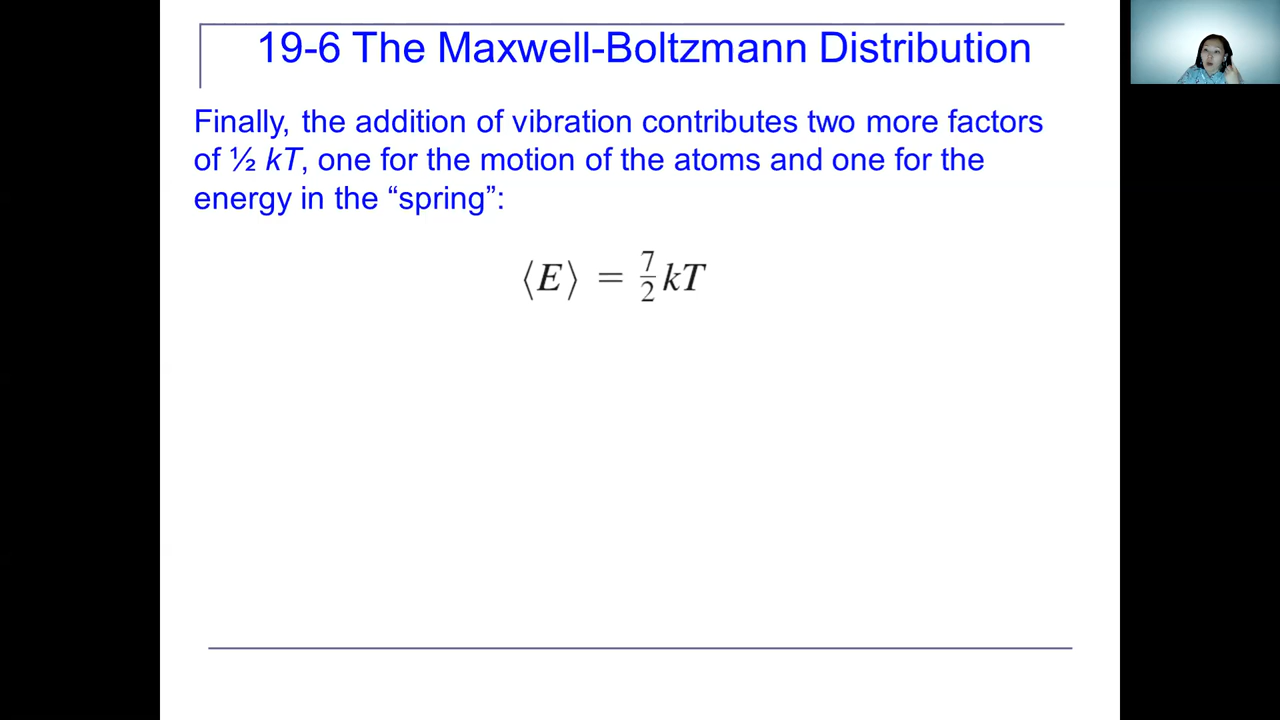 19-6 The Maxwell-Boltzmann Distribution
Finally, the addition of vibration contributes two more factors
of ½ kT, one for the motion of the atoms and one for the
energy in the “spring”:
⟨E⟩ = 7/2 kT